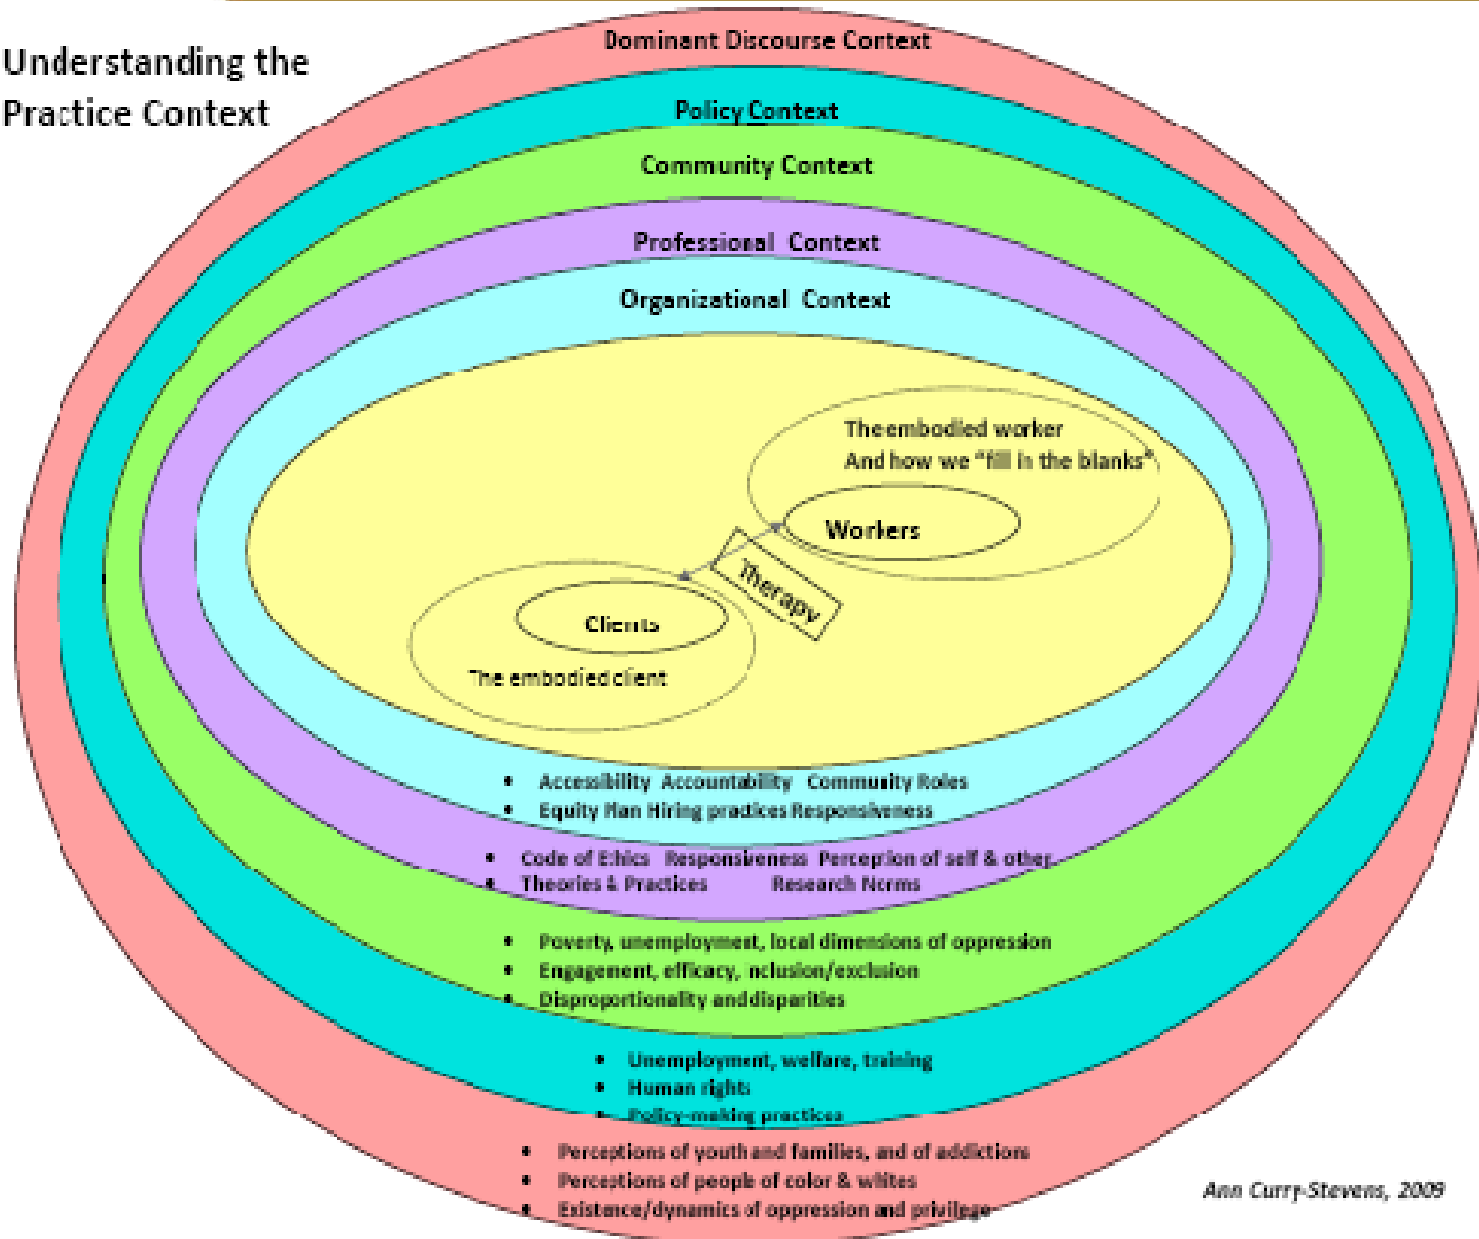 Understanding the
Practice Context
Dominant Discourse Context
Policy Context
Community Context
Professional Context
Organizational Context
The embodied worker
And how we "fill in the blanks"
Workers
Therapy
Clients
The embodied client
• Accessibility Accountability Community Roles
• Equity Plan Hiring practices Responsiveness
• Code of Ethics Responsiveness Perception of self & other
• Theories & Practices Research Norms
• Poverty, unemployment, local dimensions of oppression
• Engagement, efficacy, inclusion/exclusion
• Disproportionality and disparities
• Unemployment, welfare, training
• Human rights
• Policy-making practices
• Perceptions of youth and families, and of addictions
• Perceptions of people of color & whites
• Existence/dynamics of oppression and privilege
Ann Curry-Stevens, 2009